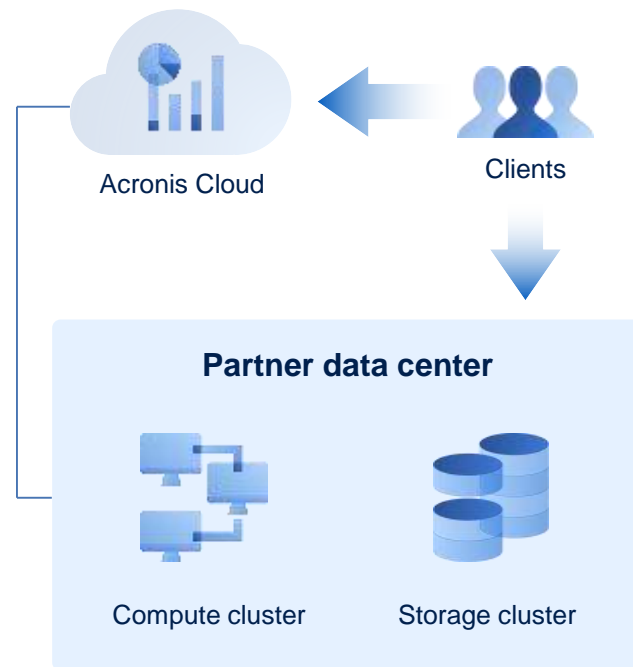 Acronis Cloud
Clients
Partner data center
Compute cluster
Storage cluster